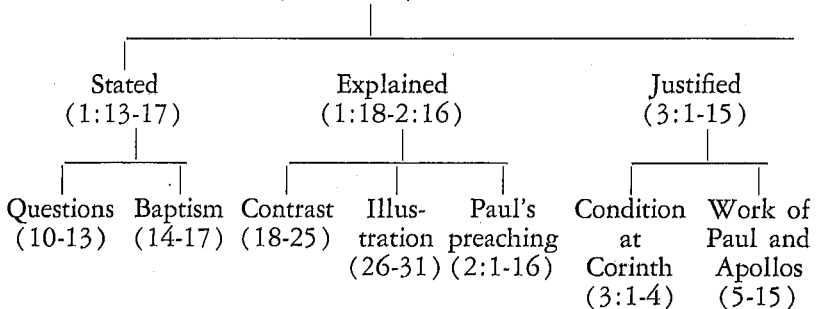 Stated
(1:13-17)
Explained
(1:18-2:16)
Justified
(3:1-15)
Questions
(10-13)
Baptism
(14-17)
Contrast
(18-25)
Illus-
tration
(26-31)
Paul's
preaching
(2:1-16)
Condition
at
Corinth
(3:1-4)
Work of
Paul and
Apollos
(5-15)